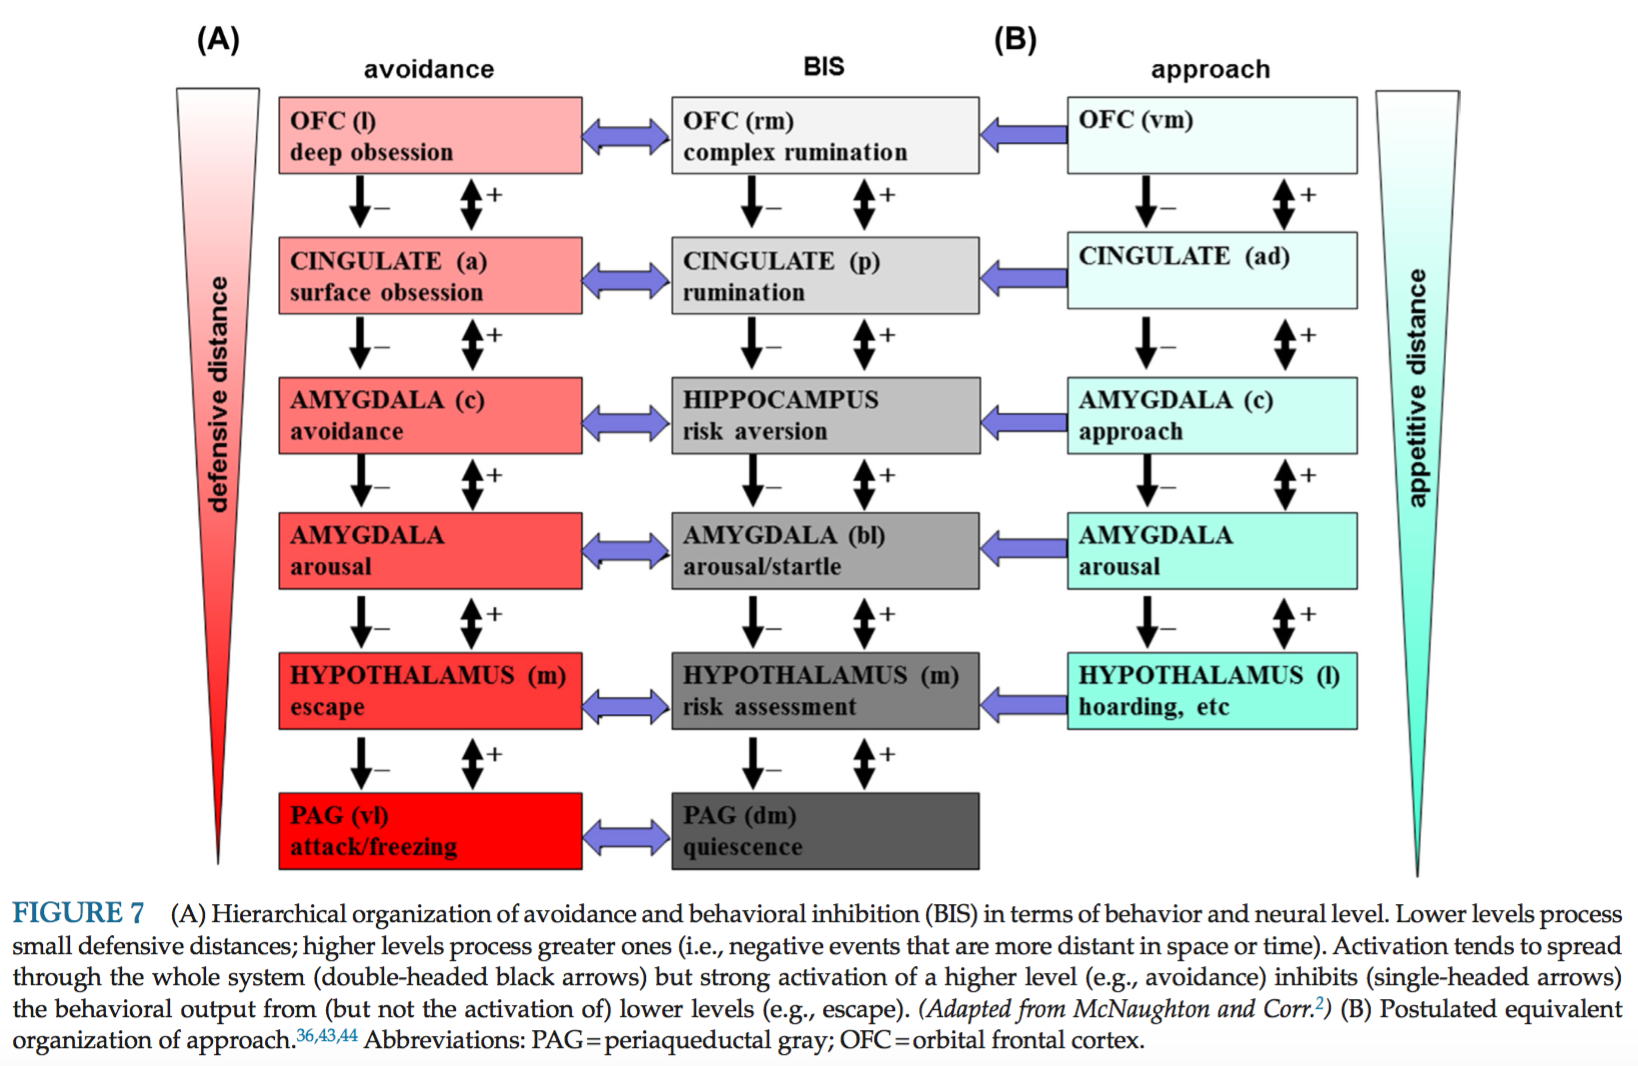 (A)
(B)
avoidance
BIS
approach
defensive distance
appetitive distance
OFC (l)
deep obsession
OFC (rm)
complex rumination
OFC (vm)
– +
– +
– +
CINGULATE (a)
surface obsession
CINGULATE (p)
rumination
CINGULATE (ad)
– +
– +
– +
AMYGDALA (c)
avoidance
HIPPOCAMPUS
risk aversion
AMYGDALA (c)
approach
– +
– +
– +
AMYGDALA
arousal
AMYGDALA (bl)
arousal/startle
AMYGDALA
arousal
– +
– +
– +
HYPOTHALAMUS (m)
escape
HYPOTHALAMUS (m)
risk assessment
HYPOTHALAMUS (l)
hoarding, etc
– +
– +
PAG (vl)
attack/freezing
PAG (dm)
quiescence
FIGURE 7 (A) Hierarchical organization of avoidance and behavioral inhibition (BIS) in terms of behavior and neural level. Lower levels process
small defensive distances; higher levels process greater ones (i.e., negative events that are more distant in space or time). Activation tends to spread
through the whole system (double-headed black arrows) but strong activation of a higher level (e.g., avoidance) inhibits (single-headed arrows)
the behavioral output from (but not the activation of) lower levels (e.g., escape). (Adapted from McNaughton and Corr.2) (B) Postulated equivalent
organization of approach.36,43,44 Abbreviations: PAG=periaqueductal gray; OFC=orbital frontal cortex.